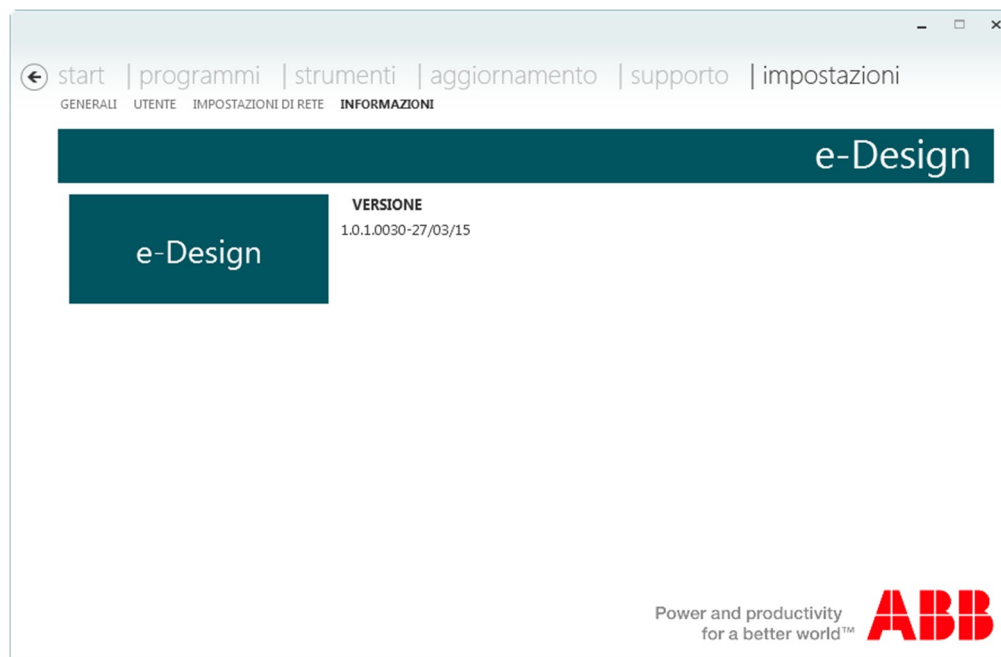 start | programmi | strumenti | aggiornamento | supporto | impostazioni
GENERALI UTENTE IMPOSTAZIONI DI RETE INFORMAZIONI
e-Design
e-Design
VERSIONE
1.0.1.0030-27/03/15
Power and productivity
for a better world™
ABB